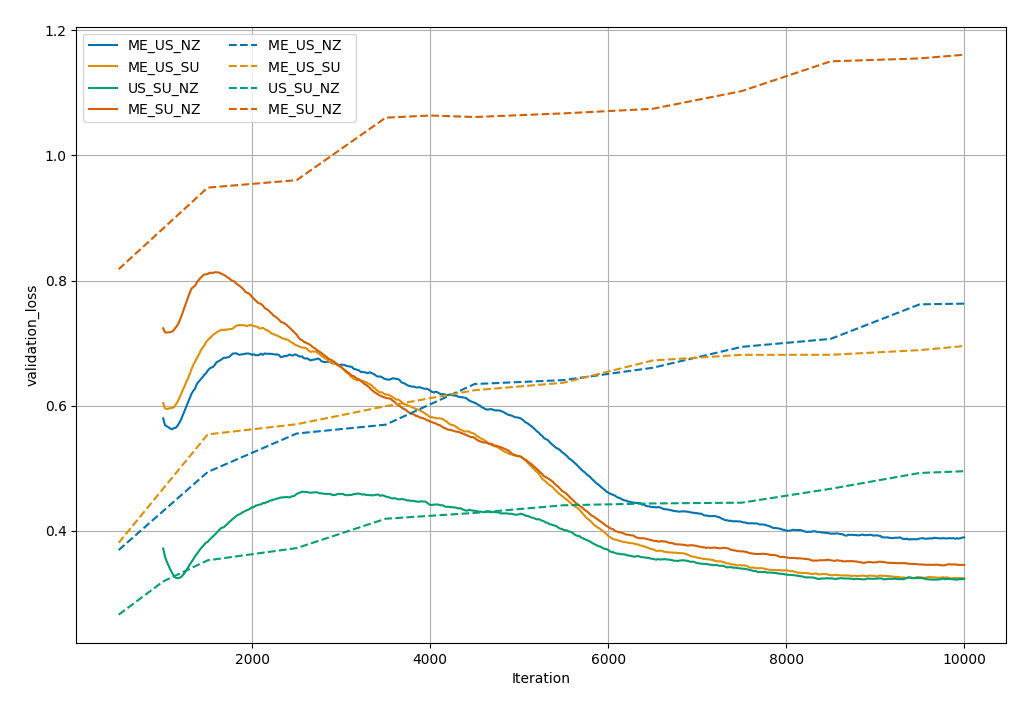 1.2
1.0
0.8
0.6
0.4
validation_loss
ME_US_NZ ME_US_NZ
ME_US_SU ME_US_SU
US_SU_NZ US_SU_NZ
ME_SU_NZ ME_SU_NZ
2000 4000 6000 8000 10000
Iteration